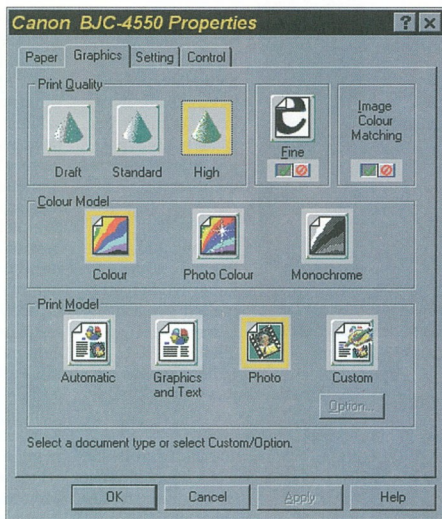 Canon BJC-4550 Properties
? ×
Paper Graphics Setting Control
Print Quality
Draft Standard High
e
Fine
Image
Colour
Matching
Colour Model
Colour Photo Colour Monochrome
Print Model
Automatic Graphics and Text Photo Custom
Option...
Select a document type or select Custom/Option.
OK Cancel Apply Help